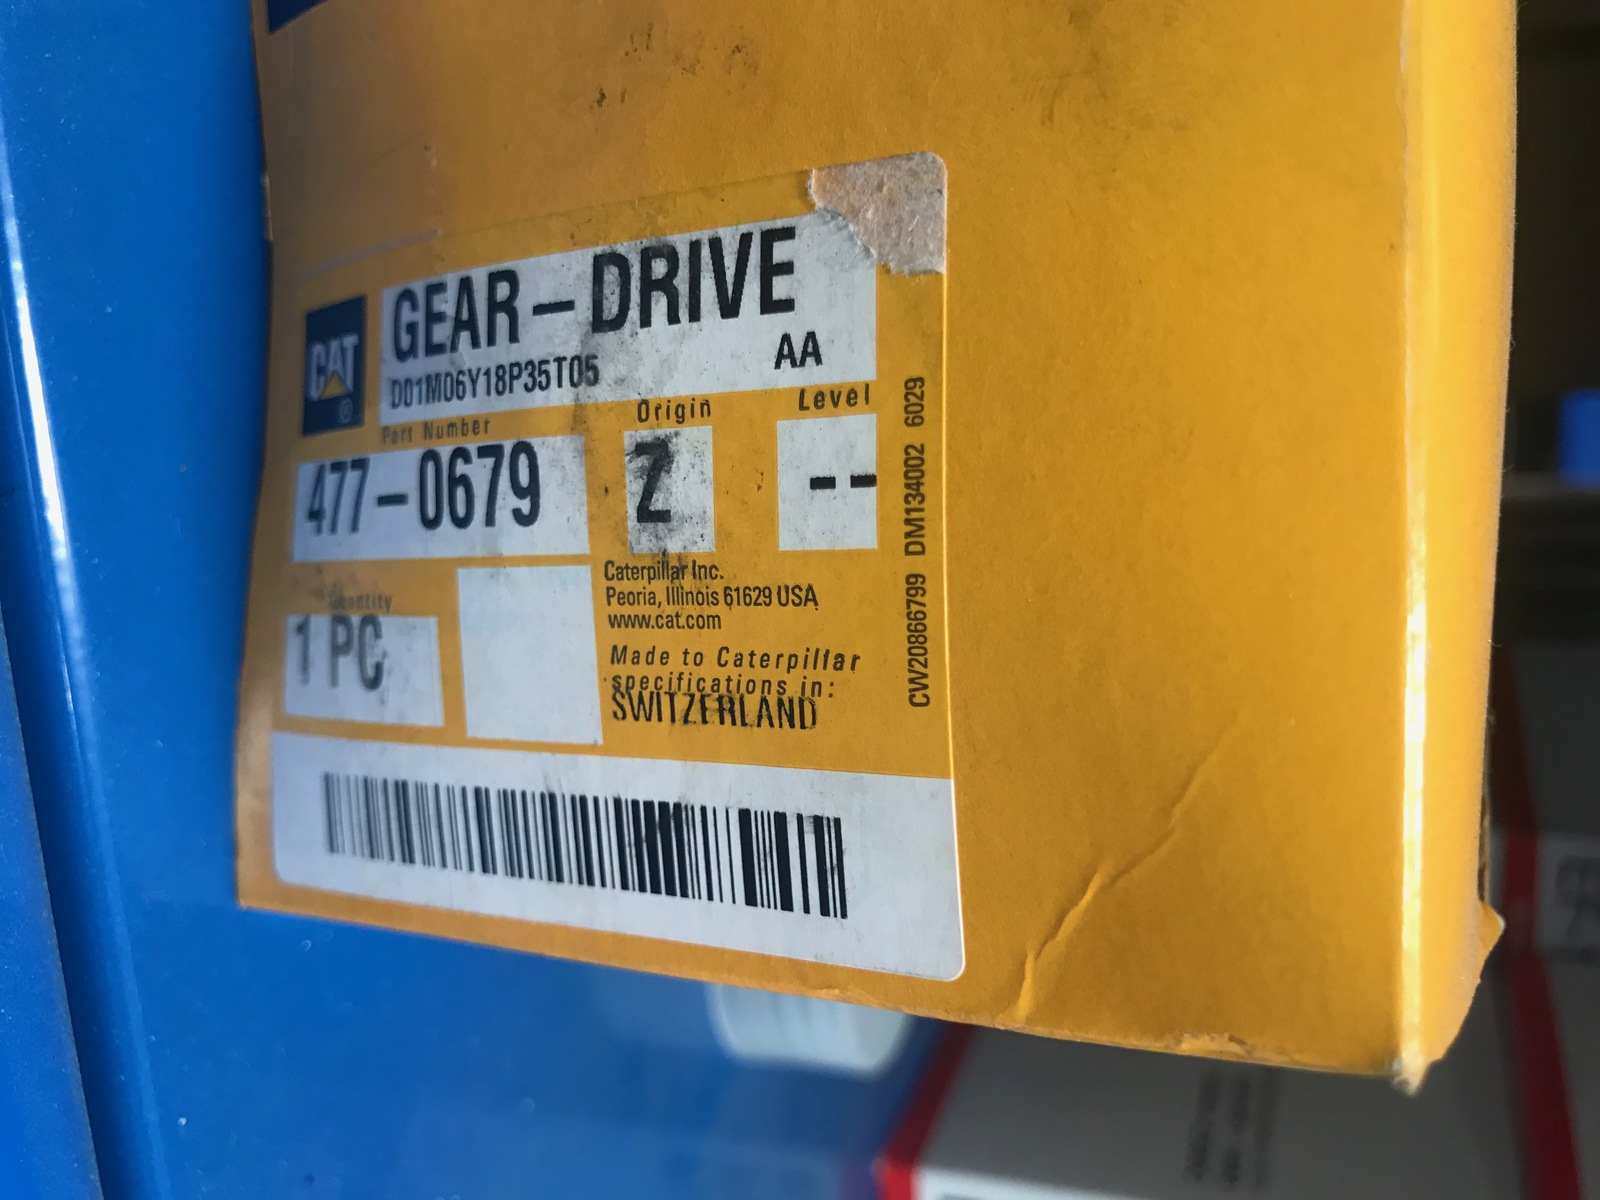 GEAR-DRIVE
CAT
®
D01M06Y18P35T05
AA
Part Number
Origin
Level
477-0679
Z
--
Quantity
1 PC
Caterpillar Inc.
Peoria, Illinois 61629 USA
www.cat.com
Made to Caterpillar
specifications in:
SWITZERLAND
CW20866799 DM134002 6029